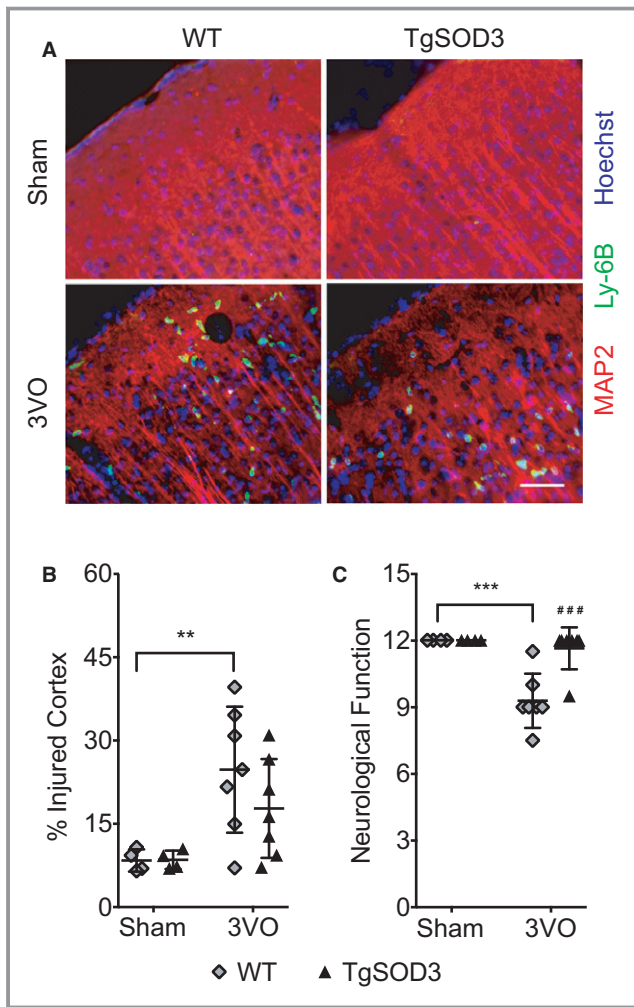 A
WT
TgSOD3
Sham
3VO
Hoechst
Ly-6B
MAP2
B
60
45
30
15
0
% Injured Cortex
**
Sham
3VO
C
15
12
9
6
3
0
Neurological Function
***
###
Sham
3VO
WT
TgSOD3